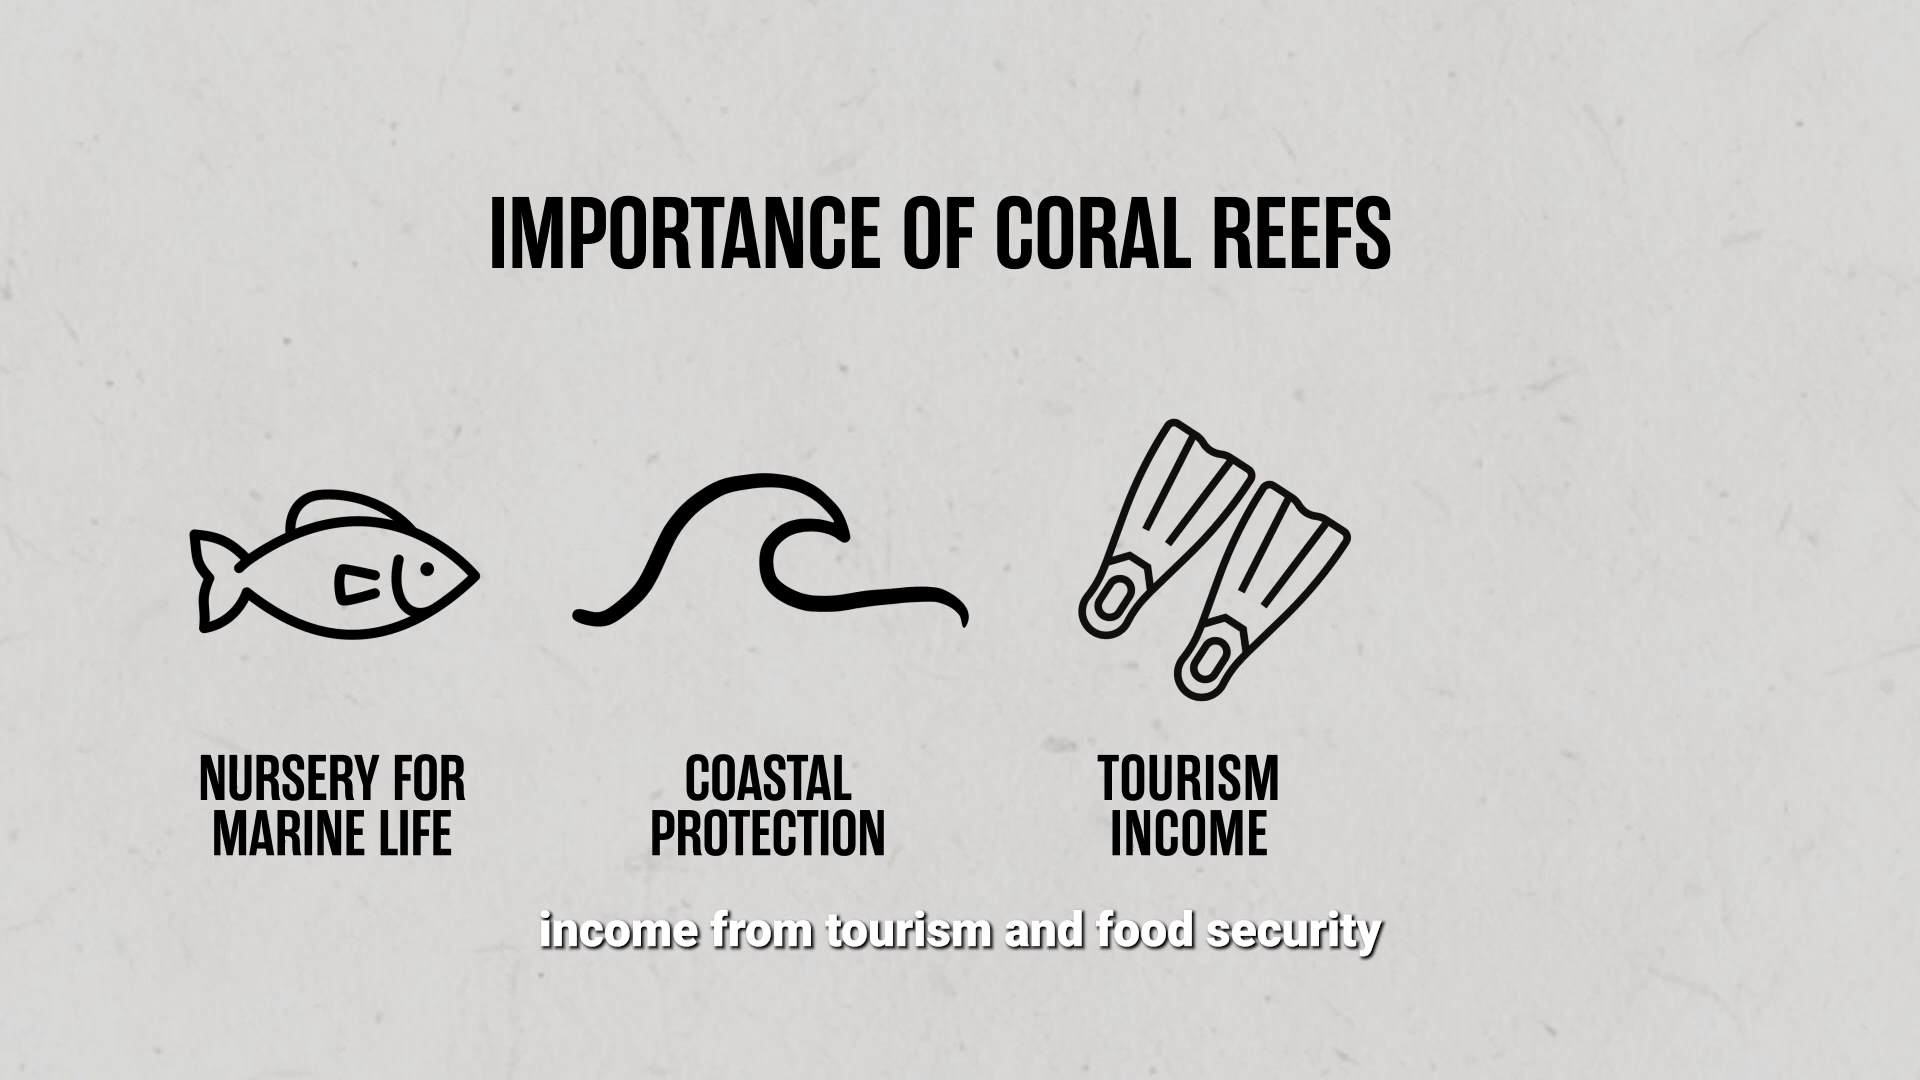 IMPORTANCE OF CORAL REEFS
NURSERY FOR
MARINE LIFE
COASTAL
PROTECTION
TOURISM
INCOME
income from tourism and food security